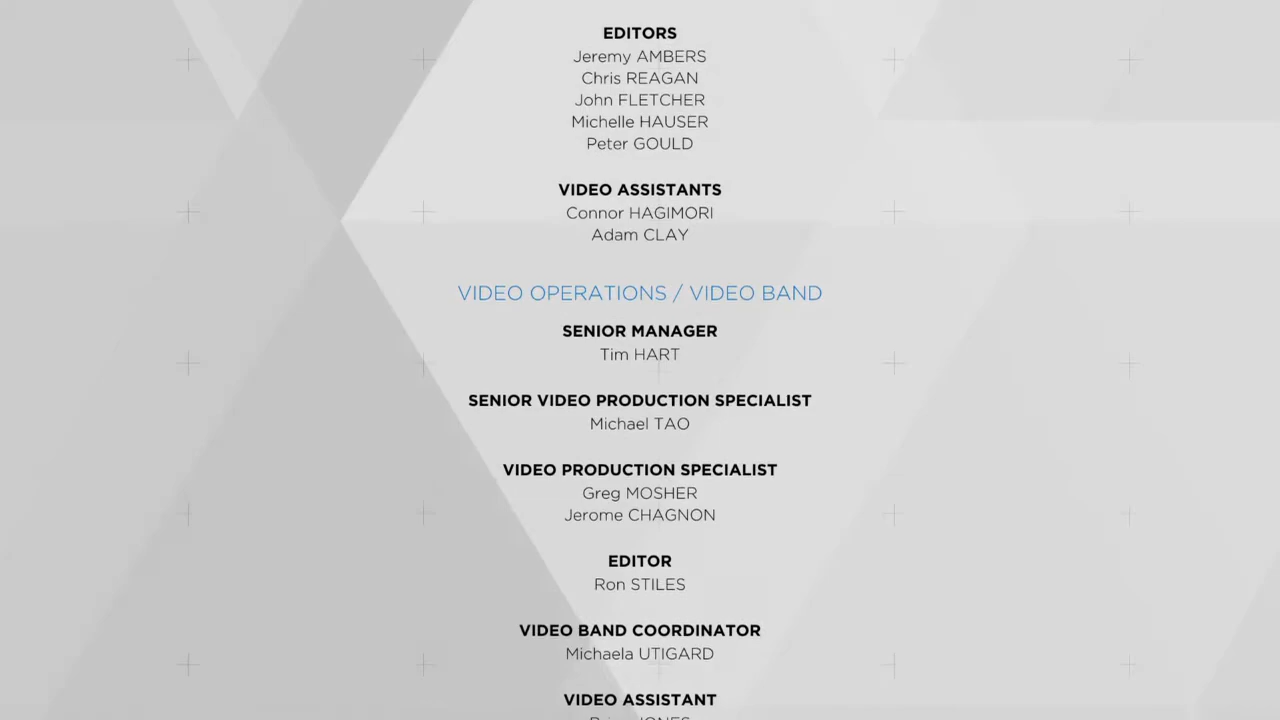 EDITORS
Jeremy AMBERS
Chris REAGAN
John FLETCHER
Michelle HAUSER
Peter GOULD
VIDEO ASSISTANTS
Connor HAGIMORI
Adam CLAY
VIDEO OPERATIONS / VIDEO BAND
SENIOR MANAGER
Tim HART
SENIOR VIDEO PRODUCTION SPECIALIST
Michael TAO
VIDEO PRODUCTION SPECIALIST
Greg MOSHER
Jerome CHAGNON
EDITOR
Ron STILES
VIDEO BAND COORDINATOR
Michaela UTIGARD
VIDEO ASSISTANT
JONES